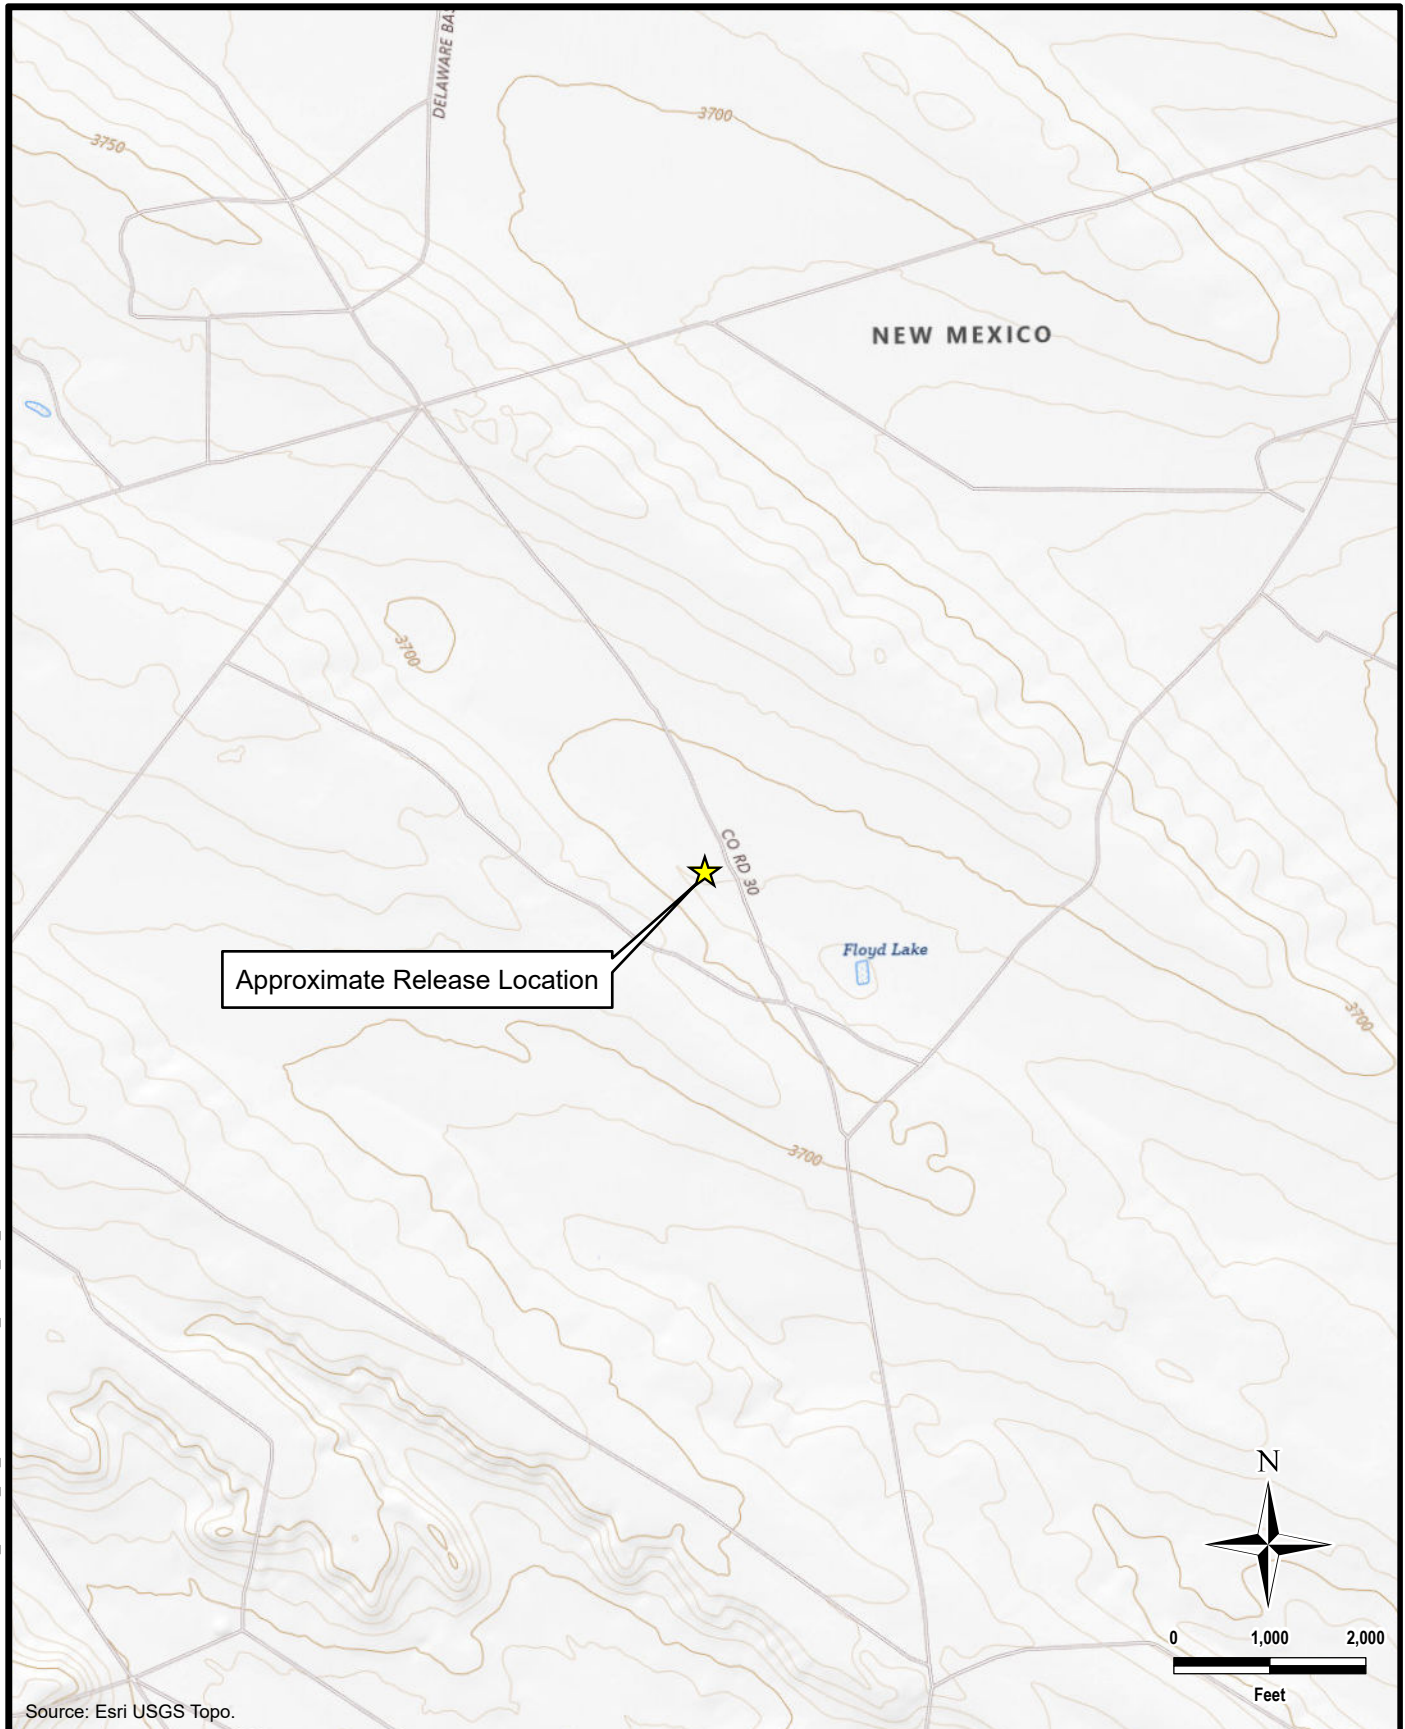 DELAWARE BAS
3700
3750
NEW MEXICO
3700
CO RD 30
Floyd Lake
Approximate Release Location
3700
3700
N
0 1,000 2,000
Feet
Source: Esri USGS Topo.